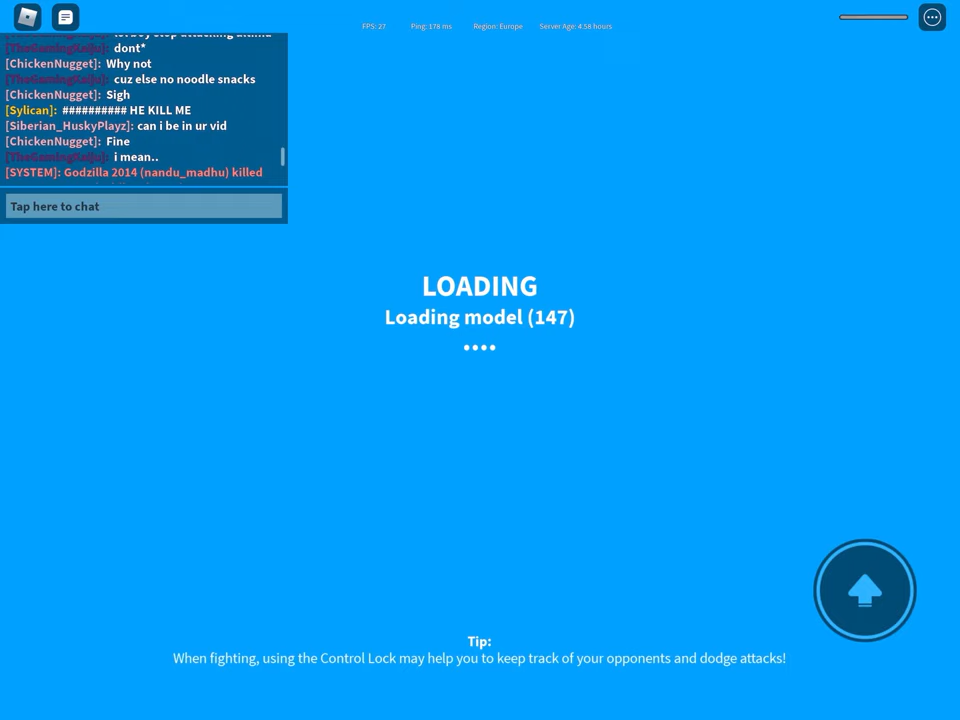 FPS: 27 Ping: 178 ms Region: Europe Server Age: 4.58 hours
dont*
[ChickenNugget]: Why not
[TheGamingKaiju]: cuz else no noodle snacks
[ChickenNugget]: Sigh
[Sylican]: ########## HE KILL ME
[Siberian_HuskyPlayz]: can i be in ur vid
[ChickenNugget]: Fine
[TheGamingKaiju]: i mean..
[SYSTEM]: Godzilla 2014 (nandu_madhu) killed
Tap here to chat
LOADING
Loading model (147)
Tip:
When fighting, using the Control Lock may help you to keep track of your opponents and dodge attacks!